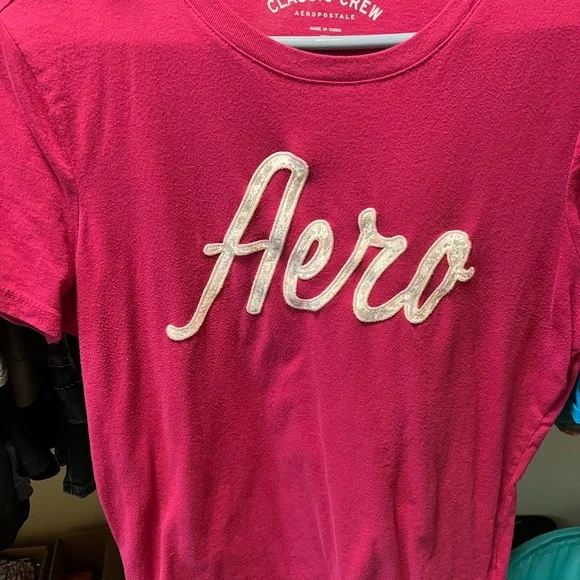 CLASSIC CREW
AÉROPOSTALE
MADE IN CHINA
Aero